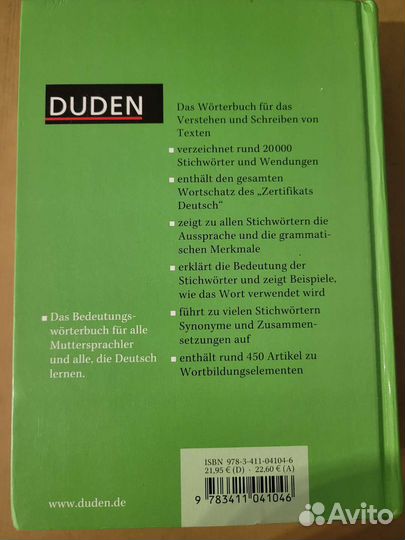 DUDEN
Das Wörterbuch für das
Verstehen und Schreiben von
Texten
verzeichnet rund 20 000
Stichwörter und Wendungen
enthält den gesamten
Wortschatz des „Zertifikats
Deutsch“
zeigt zu allen Stichwörtern die
Aussprache und die grammati-
schen Merkmale
erklärt die Bedeutung der
Stichwörter und zeigt Beispiele,
wie das Wort verwendet wird
führt zu vielen Stichwörtern
Synonyme und Zusammen-
setzungen auf
enthält rund 450 Artikel zu
Wortbildungselementen
Das Bedeutungs-
wörterbuch für alle
Muttersprachler
und alle, die Deutsch
lernen.
ISBN 978-3-411-04104-6
21,95 € (D) · 22,60 € (A)
9 783411 041046
www.duden.de
Avito